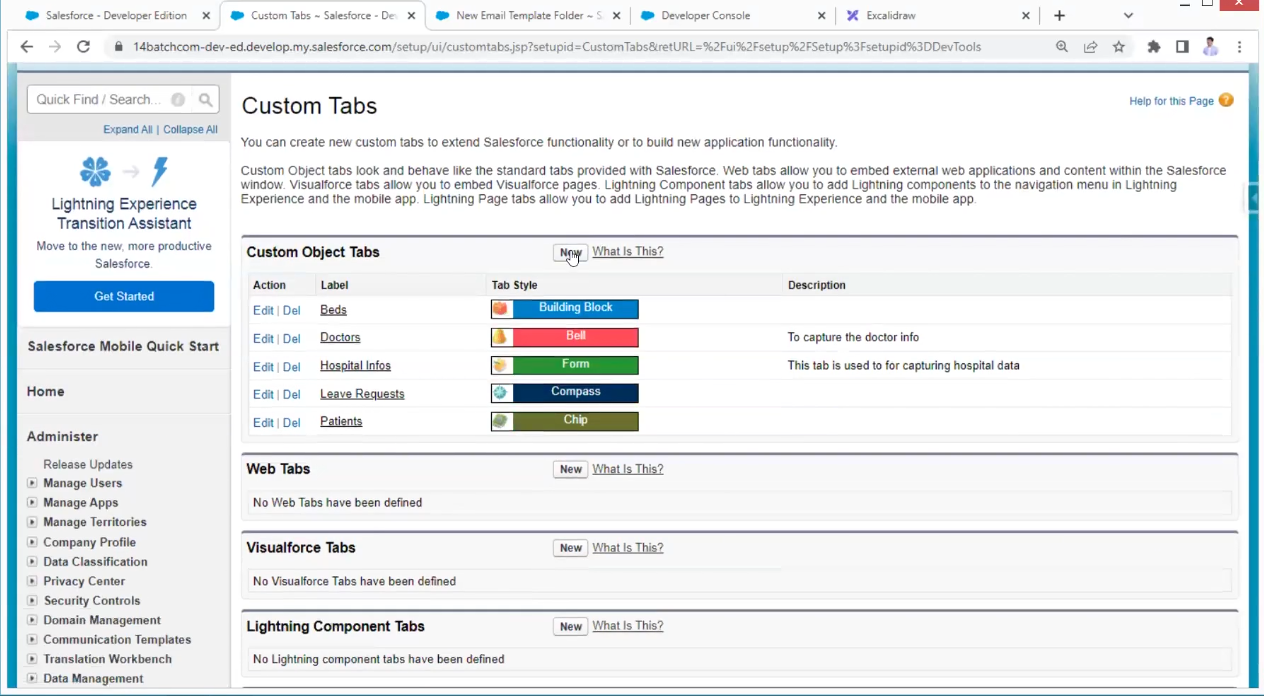 Salesforce - Developer Edition
Custom Tabs ~ Salesforce - Dev
New Email Template Folder ~ S
Developer Console
Excalidraw
14batchcom-dev-ed.develop.my.salesforce.com/setup/ui/customtabs.jsp?setupid=CustomTabs&retURL=%2Fui%2Fsetup%2FSetup%3Fsetupid%3DDevTools
Quick Find / Search...
Expand All | Collapse All
Lightning Experience
Transition Assistant
Move to the new, more productive
Salesforce.
Get Started
Salesforce Mobile Quick Start
Home
Administer
Release Updates
Manage Users
Manage Apps
Manage Territories
Company Profile
Data Classification
Privacy Center
Security Controls
Domain Management
Communication Templates
Translation Workbench
Data Management
Custom Tabs
Help for this Page
You can create new custom tabs to extend Salesforce functionality or to build new application functionality.
Custom Object tabs look and behave like the standard tabs provided with Salesforce. Web tabs allow you to embed external web applications and content within the Salesforce
window. Visualforce tabs allow you to embed Visualforce pages. Lightning Component tabs allow you to add Lightning components to the navigation menu in Lightning
Experience and the mobile app. Lightning Page tabs allow you to add Lightning Pages to Lightning Experience and the mobile app.
Custom Object Tabs New What Is This?
Action Label Tab Style Description
Edit | Del Beds Building Block
Edit | Del Doctors Bell To capture the doctor info
Edit | Del Hospital Infos Form This tab is used to for capturing hospital data
Edit | Del Leave Requests Compass
Edit | Del Patients Chip
Web Tabs New What Is This?
No Web Tabs have been defined
Visualforce Tabs New What Is This?
No Visualforce Tabs have been defined
Lightning Component Tabs New What Is This?
No Lightning component tabs have been defined